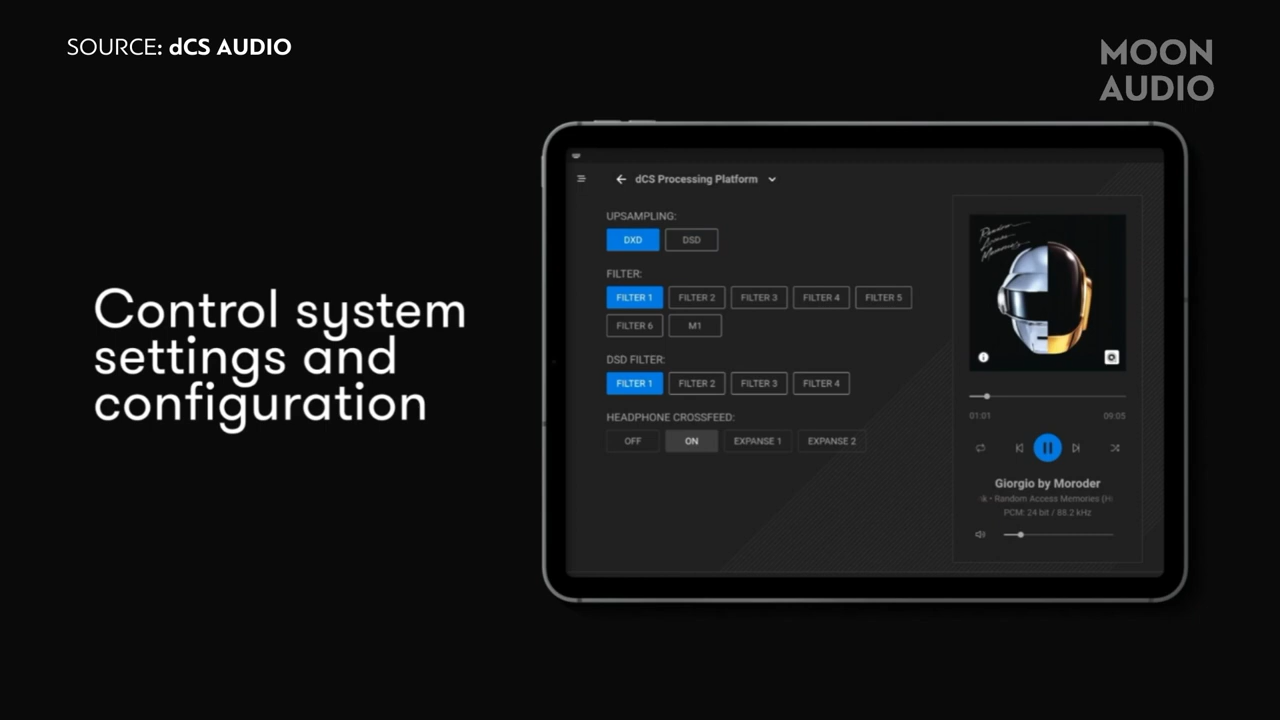 SOURCE: dCS AUDIO
MOON
AUDIO
Control system
settings and
configuration
dCS Processing Platform
UPSAMPLING:
DXD DSD
FILTER:
FILTER 1 FILTER 2 FILTER 3 FILTER 4 FILTER 5
FILTER 6 M1
DSD FILTER:
FILTER 1 FILTER 2 FILTER 3 FILTER 4
HEADPHONE CROSSFEED:
OFF ON EXPANSE 1 EXPANSE 2
Random
Access
Memories
01:01 09:05
Giorgio by Moroder
k • Random Access Memories (H
PCM: 24 bit / 88.2 kHz